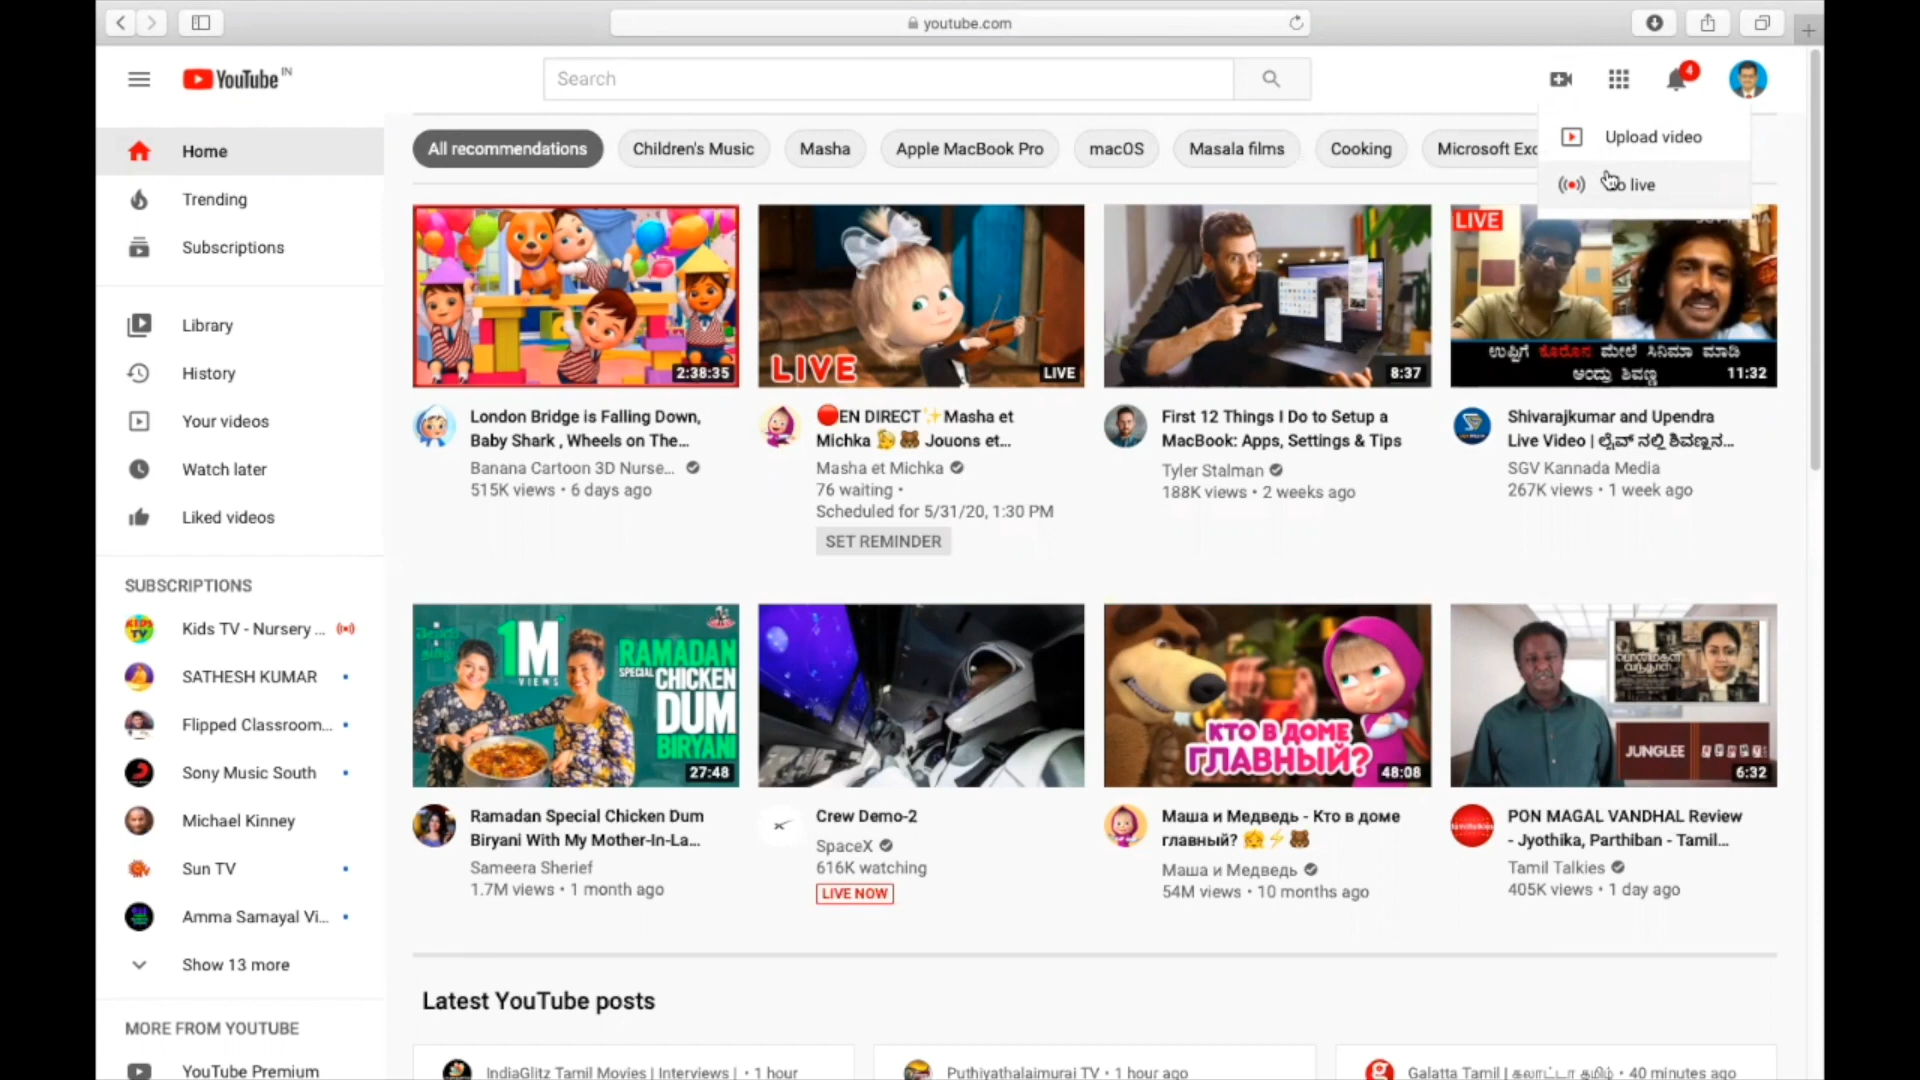 youtube.com
YouTube IN
Search
4
Upload video
live
Home
Trending
Subscriptions
Library
History
Your videos
Watch later
Liked videos
SUBSCRIPTIONS
Kids TV - Nursery ...
SATHESH KUMAR
Flipped Classroom...
Sony Music South
Michael Kinney
Sun TV
Amma Samayal Vi...
Show 13 more
MORE FROM YOUTUBE
YouTube Premium
All recommendations
Children's Music
Masha
Apple MacBook Pro
macOS
Masala films
Cooking
Microsoft Exc
2:38:35
LIVE
LIVE
8:37
LIVE
ಉಪ್ಪಿಗೆ ಕೊರೊನ ಮೇಲೆ ಸಿನಿಮಾ ಮಾಡಿ
ಅಂದ್ರು ಶಿವಣ್ಣ
11:32
London Bridge is Falling Down,
Baby Shark , Wheels on The...
Banana Cartoon 3D Nurse...
515K views • 6 days ago
🔴EN DIRECT✨Masha et
Michka 👱🐻 Jouons et...
Masha et Michka
76 waiting •
Scheduled for 5/31/20, 1:30 PM
SET REMINDER
First 12 Things I Do to Setup a
MacBook: Apps, Settings & Tips
Tyler Stalman
188K views • 2 weeks ago
Shivarajkumar and Upendra
Live Video | ಲೈವ್ ನಲ್ಲಿ ಶಿವಣ್ಣನ...
SGV Kannada Media
267K views • 1 week ago
1M
VIEWS
RAMADAN
SPECIAL CHICKEN
DUM
BIRYANI
27:48
КТО В ДОМЕ
ГЛАВНЫЙ?
48:08
JUNGLEE
6:32
Ramadan Special Chicken Dum
Biryani With My Mother-In-La...
Sameera Sherief
1.7M views • 1 month ago
Crew Demo-2
SpaceX
616K watching
LIVE NOW
Маша и Медведь - Кто в доме
главный? 👧⚡🐻
Маша и Медведь
54M views • 10 months ago
PON MAGAL VANDHAL Review
- Jyothika, Parthiban - Tamil...
Tamil Talkies
405K views • 1 day ago
Latest YouTube posts
IndiaGlitz Tamil Movies | Interviews | • 1 hour
Puthiyathalaimurai TV • 1 hour ago
Galatta Tamil | கலாட்டா தமிழ் • 40 minutes ago